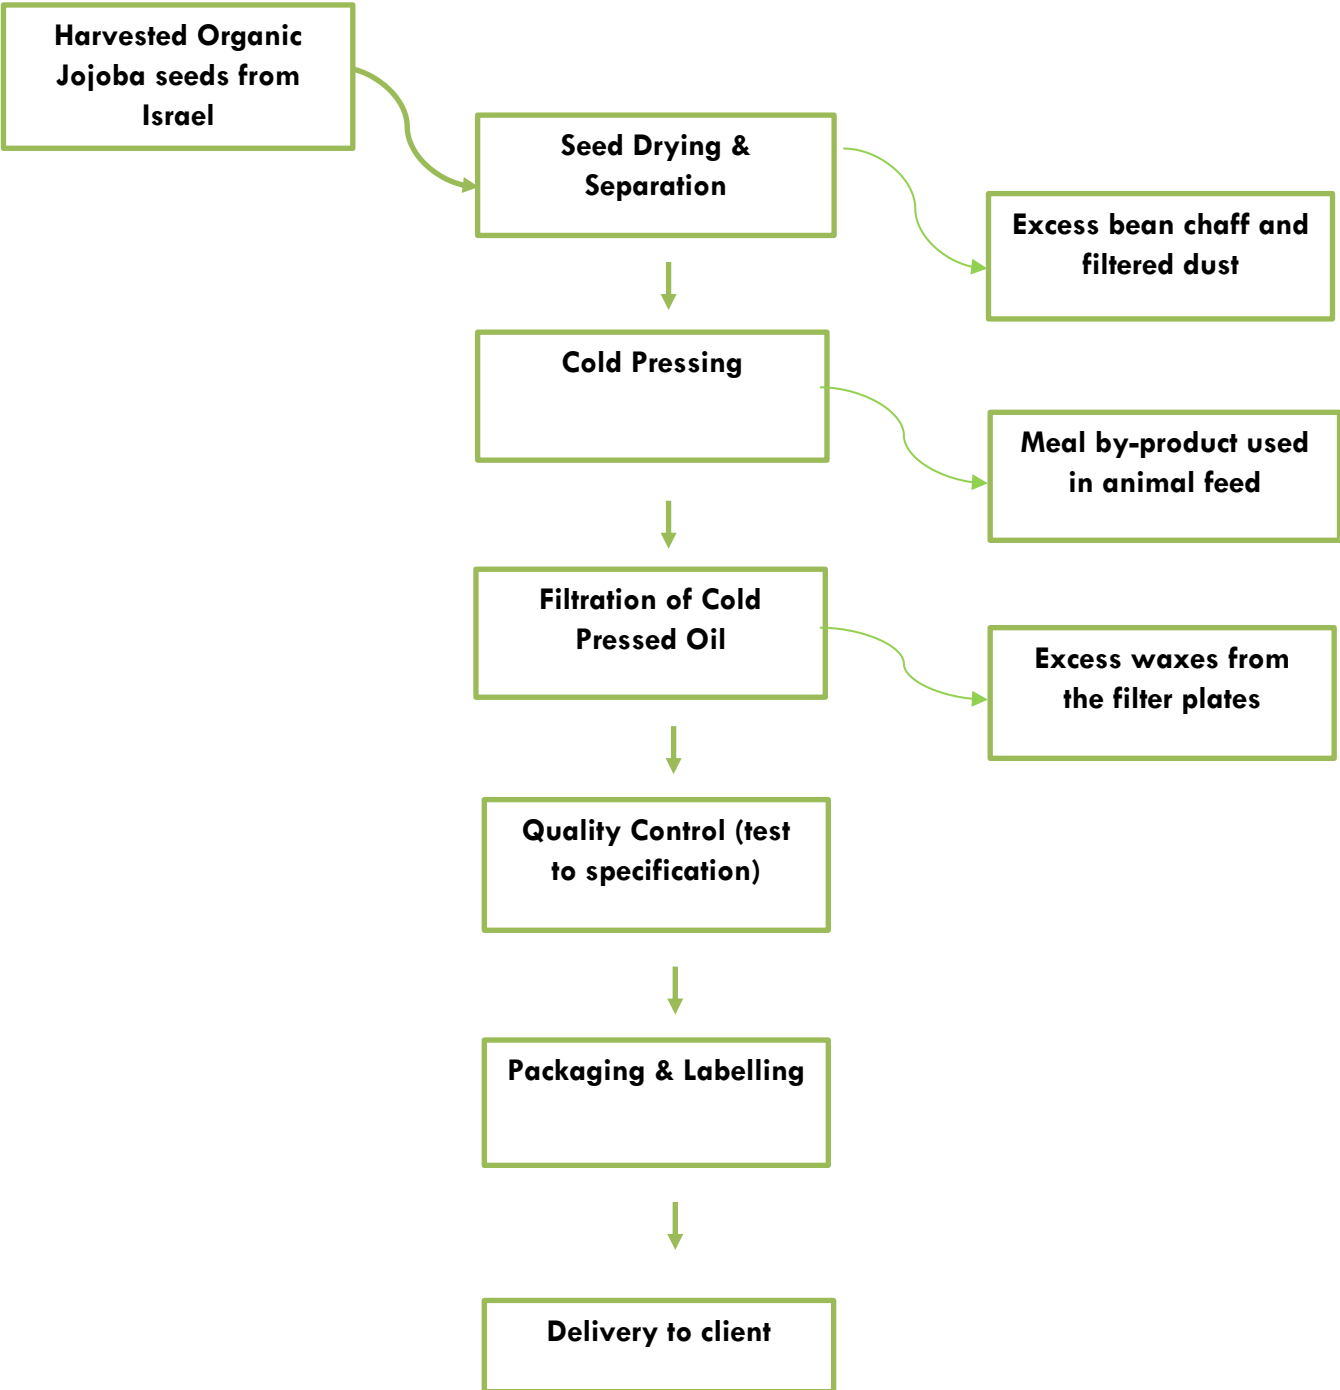 Harvested Organic
Jojoba seeds from
Israel
Seed Drying &
Separation
Excess bean chaff and
filtered dust
Cold Pressing
Meal by-product used
in animal feed
Filtration of Cold
Pressed Oil
Excess waxes from
the filter plates
Quality Control (test
to specification)
Packaging & Labelling
Delivery to client